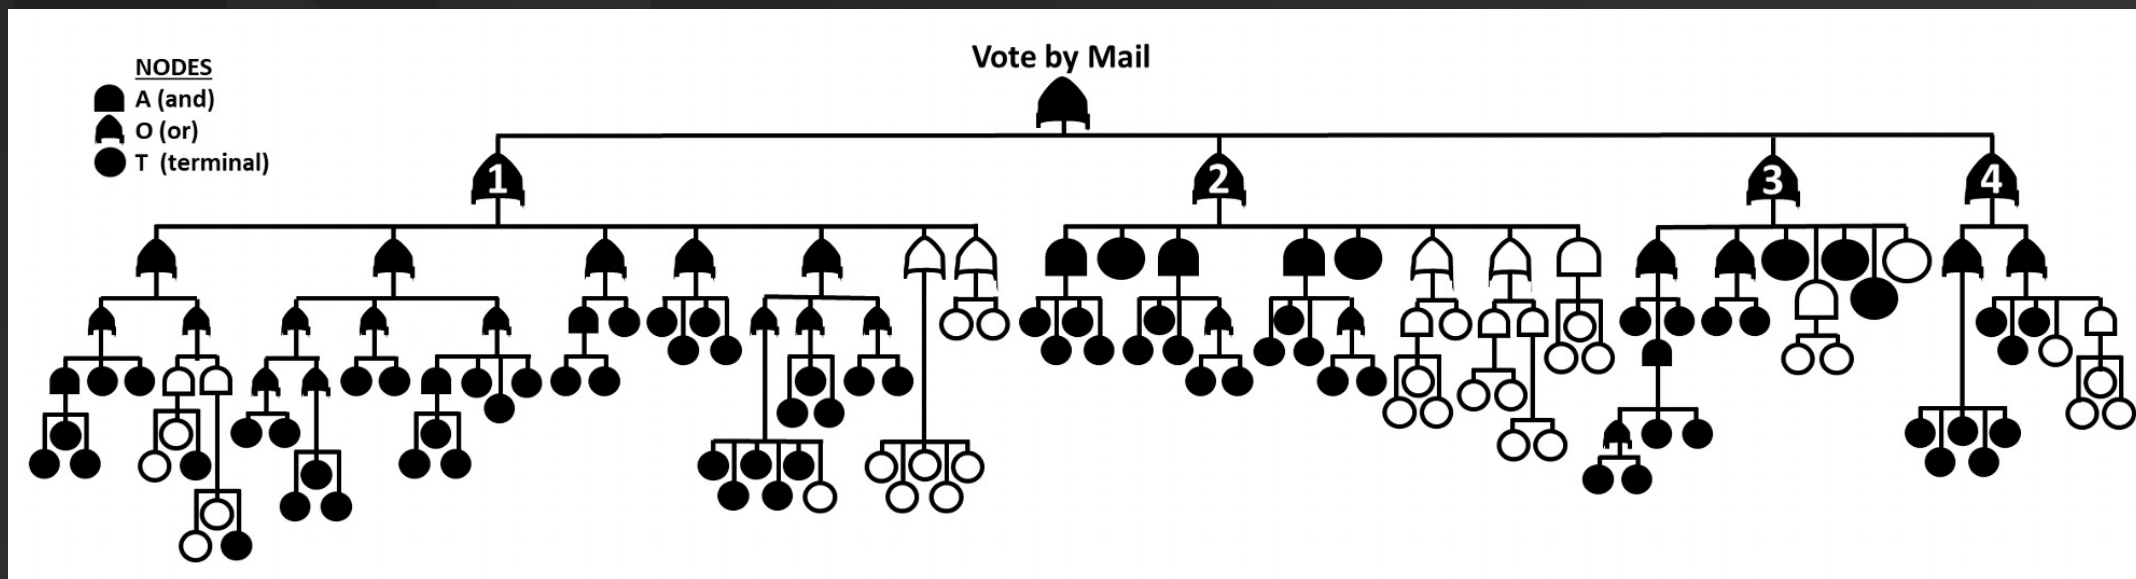 Vote by Mail
NODES
A (and)
O (or)
T (terminal)
1
2
3
4